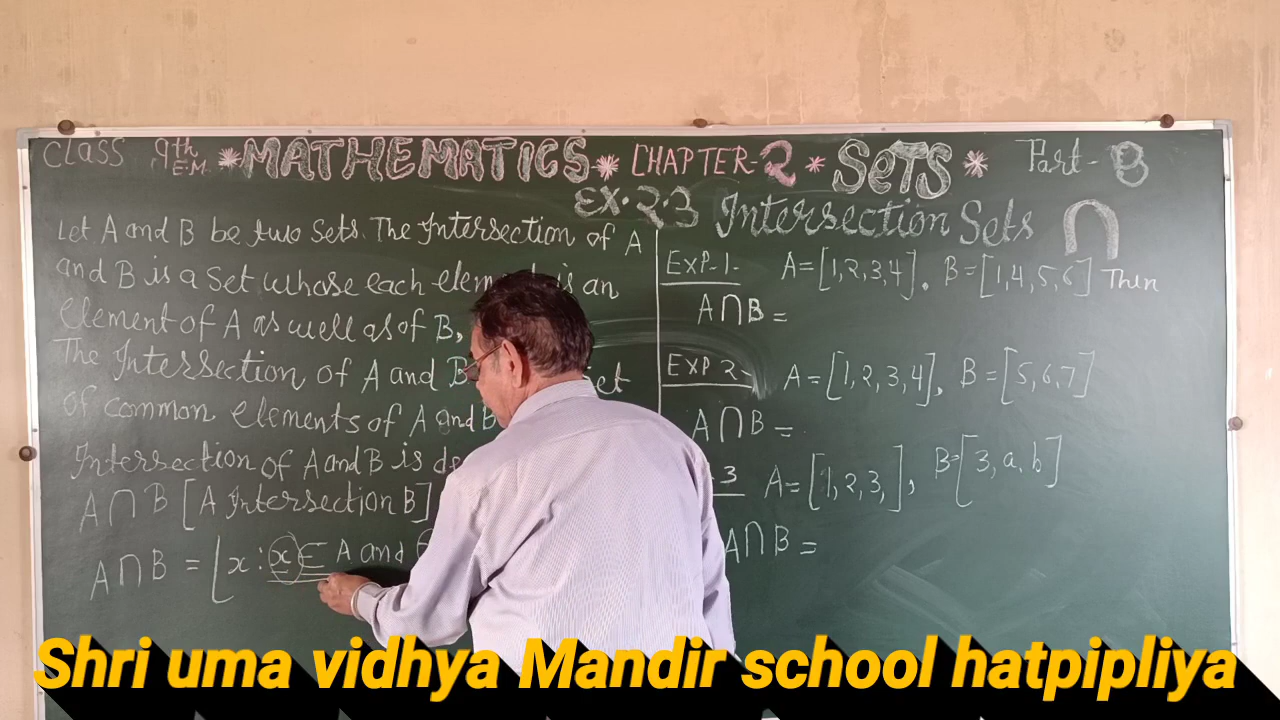 Class 9th E.M. * MATHEMATICS * CHAPTER-2 * SeTS * Part-B
EX.2.3 Intersection Sets ∩
Let A and B be two Sets. The Intersection of A
and B is a Set whose each is an
Element of A as well as of B,
The Intersection of A and B
of common elements of A and B
Intersection of A and B is
A∩B [A Intersection B]
A∩B = [x : x ∈ A and
EXP-1- A=[1,2,3,4]. B=[1,4,5,6] Then
A∩B =
EXP 2- A=[1,2,3,4], B=[5,6,7]
A∩B =
3 A=[1,2,3,], B=[3,a,b]
A∩B =
Shri uma vidhya Mandir school hatpipliya